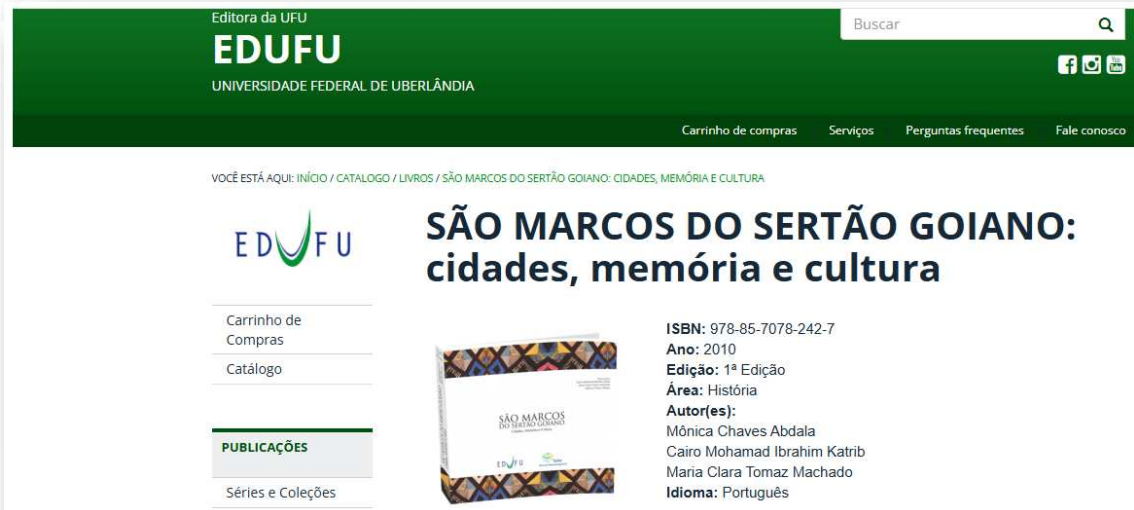 Editora da UFU
EDUFU
UNIVERSIDADE FEDERAL DE UBERLÂNDIA
Buscar
Carrinho de compras Serviços Perguntas frequentes Fale conosco
VOCÊ ESTÁ AQUI: INÍCIO / CATALOGO / LIVROS / SÃO MARCOS DO SERTÃO GOIANO: CIDADES, MEMÓRIA E CULTURA
EDUFU
SÃO MARCOS DO SERTÃO GOIANO:
cidades, memória e cultura
Carrinho de
Compras
Catálogo
PUBLICAÇÕES
Séries e Coleções
SÃO MARCOS
DO SERTÃO GOIANO
Cidades, memória e cultura
EDUFU
ISBN: 978-85-7078-242-7
Ano: 2010
Edição: 1ª Edição
Área: História
Autor(es):
Mônica Chaves Abdala
Cairo Mohamad Ibrahim Katrib
Maria Clara Tomaz Machado
Idioma: Português